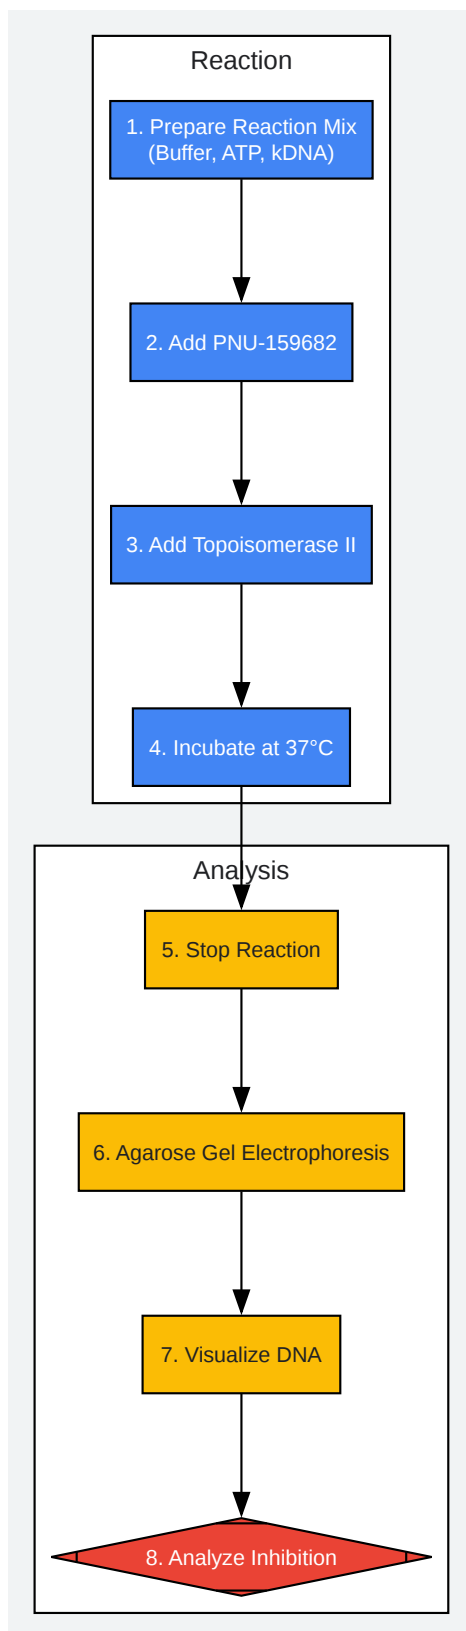 Reaction
1. Prepare Reaction Mix
(Buffer, ATP, kDNA)
2. Add PNU-159682
3. Add Topoisomerase II
4. Incubate at 37°C
Analysis
5. Stop Reaction
6. Agarose Gel Electrophoresis
7. Visualize DNA
8. Analyze Inhibition